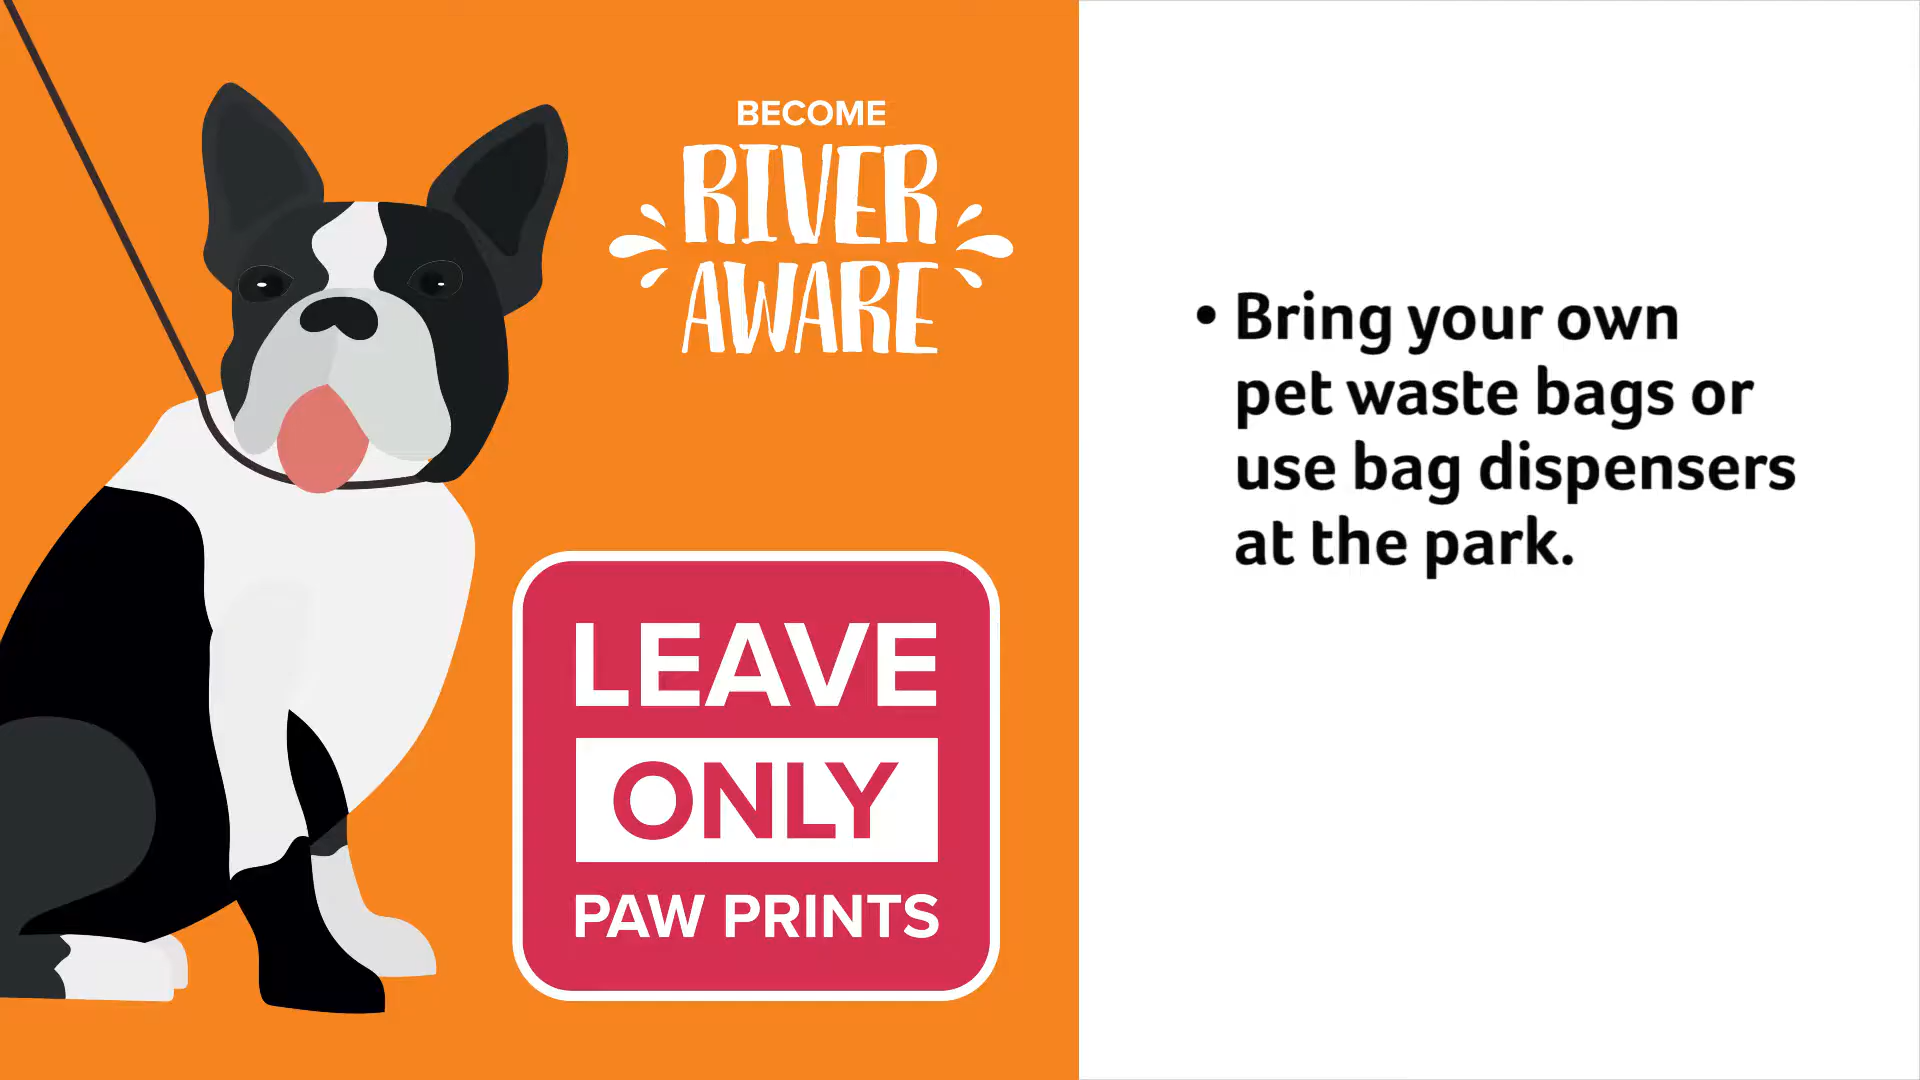 BECOME
RIVER
AWARE
LEAVE
ONLY
PAW PRINTS
• Bring your own
pet waste bags or
use bag dispensers
at the park.